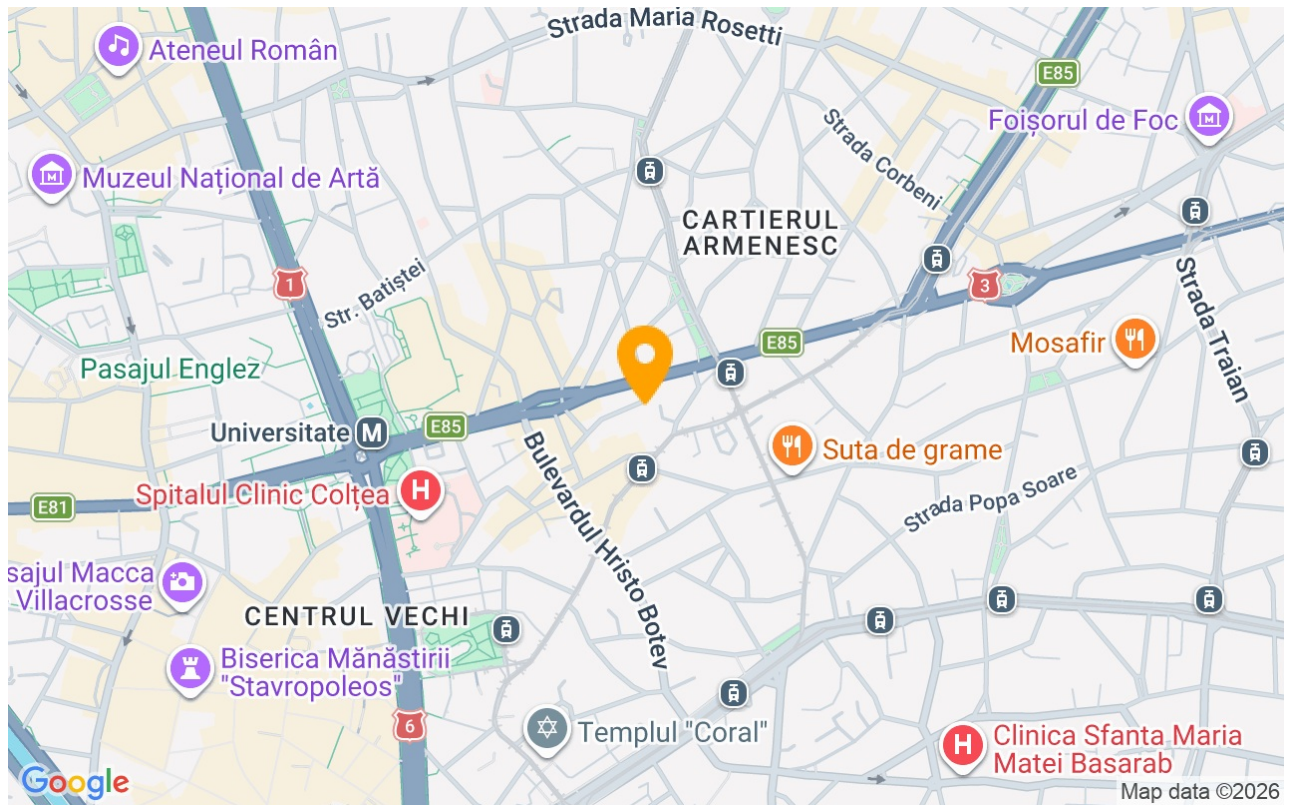 Strada Maria Rosetti
Ateneul Român
E85
Foișorul de Foc
Strada Corbeni
Muzeul Național de Artă
CARTIERUL
ARMENESC
1
Str. Batiștei
3
Strada Traian
E85
Mosafir
Pasajul Englez
Universitate
M
E85
Bulevardul Hristo Botev
Suta de grame
Spitalul Clinic Colțea
H
E81
Strada Popa Soare
sajul Macca
Villacrosse
CENTRUL VECHI
Biserica Mănăstirii
"Stavropoleos"
6
Templul "Coral"
H
Clinica Sfanta Maria
Matei Basarab
Google
Map data ©2026